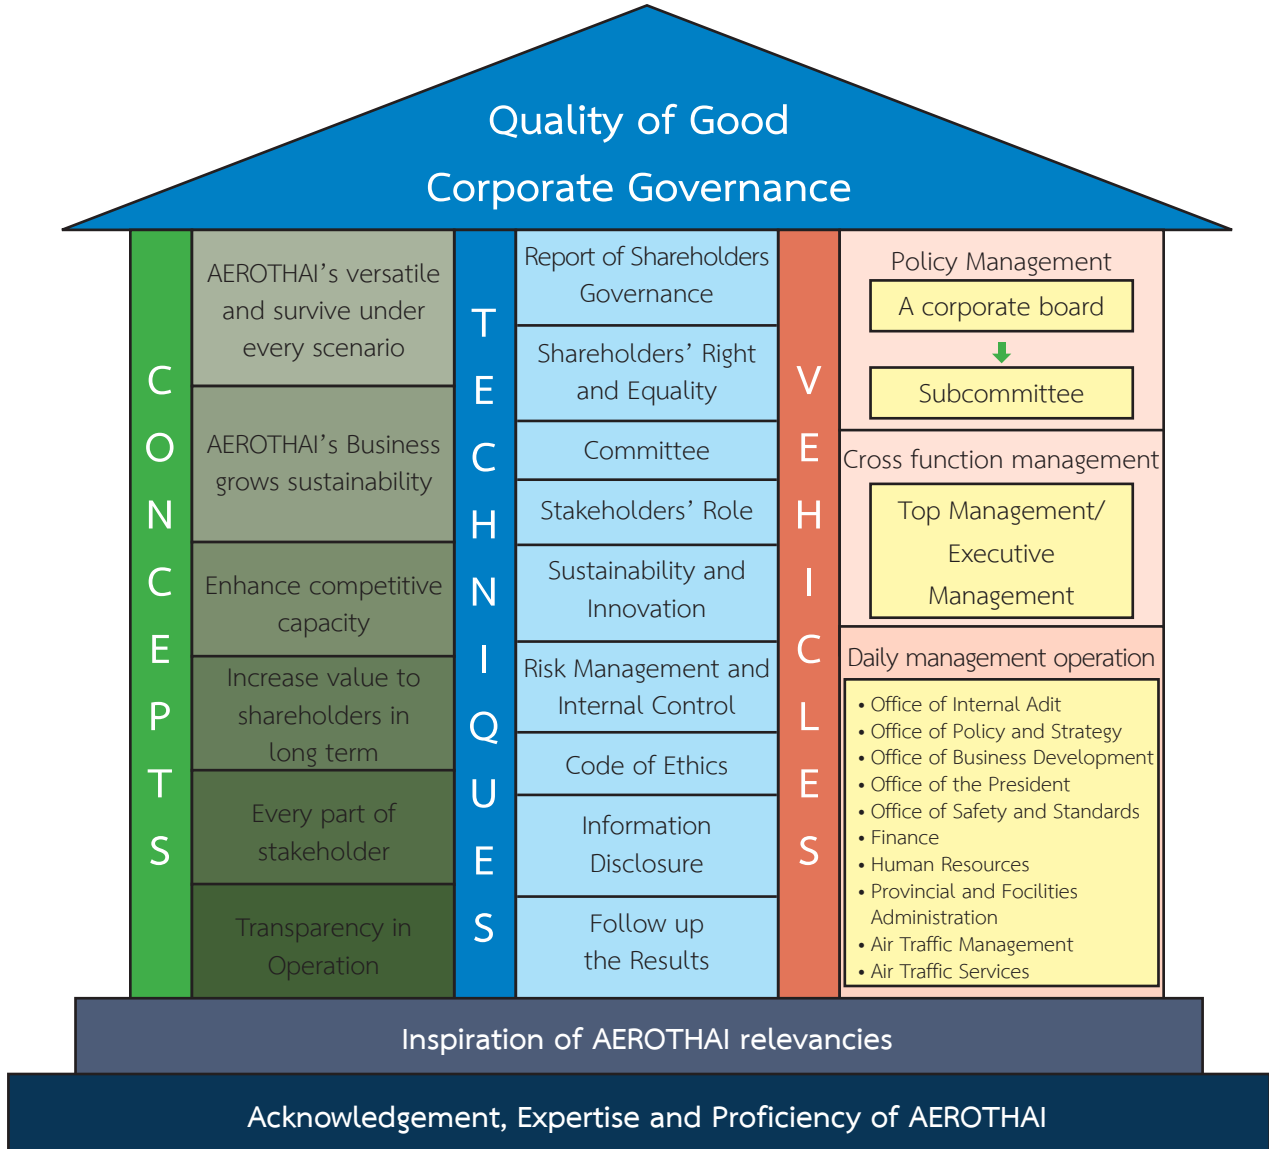 Quality of Good
Corporate Governance
CONCEPTS
AEROTHAI’s versatile
and survive under
every scenario
AEROTHAI’s Business
grows sustainability
Enhance competitive
capacity
Increase value to
shareholders in
long term
Every part of
stakeholder
Transparency in
Operation
TECHNIQUES
Report of Shareholders
Governance
Shareholders’ Right
and Equality
Committee
Stakeholders’ Role
Sustainability and
Innovation
Risk Management and
Internal Control
Code of Ethics
Information
Disclosure
Follow up
the Results
VEHICLES
Policy Management
A corporate board
Subcommittee
Cross function management
Top Management/
Executive
Management
Daily management operation
• Office of Internal Adit
• Office of Policy and Strategy
• Office of Business Development
• Office of the President
• Office of Safety and Standards
• Finance
• Human Resources
• Provincial and Focilities
Administration
• Air Traffic Management
• Air Traffic Services
Inspiration of AEROTHAI relevancies
Acknowledgement, Expertise and Proficiency of AEROTHAI